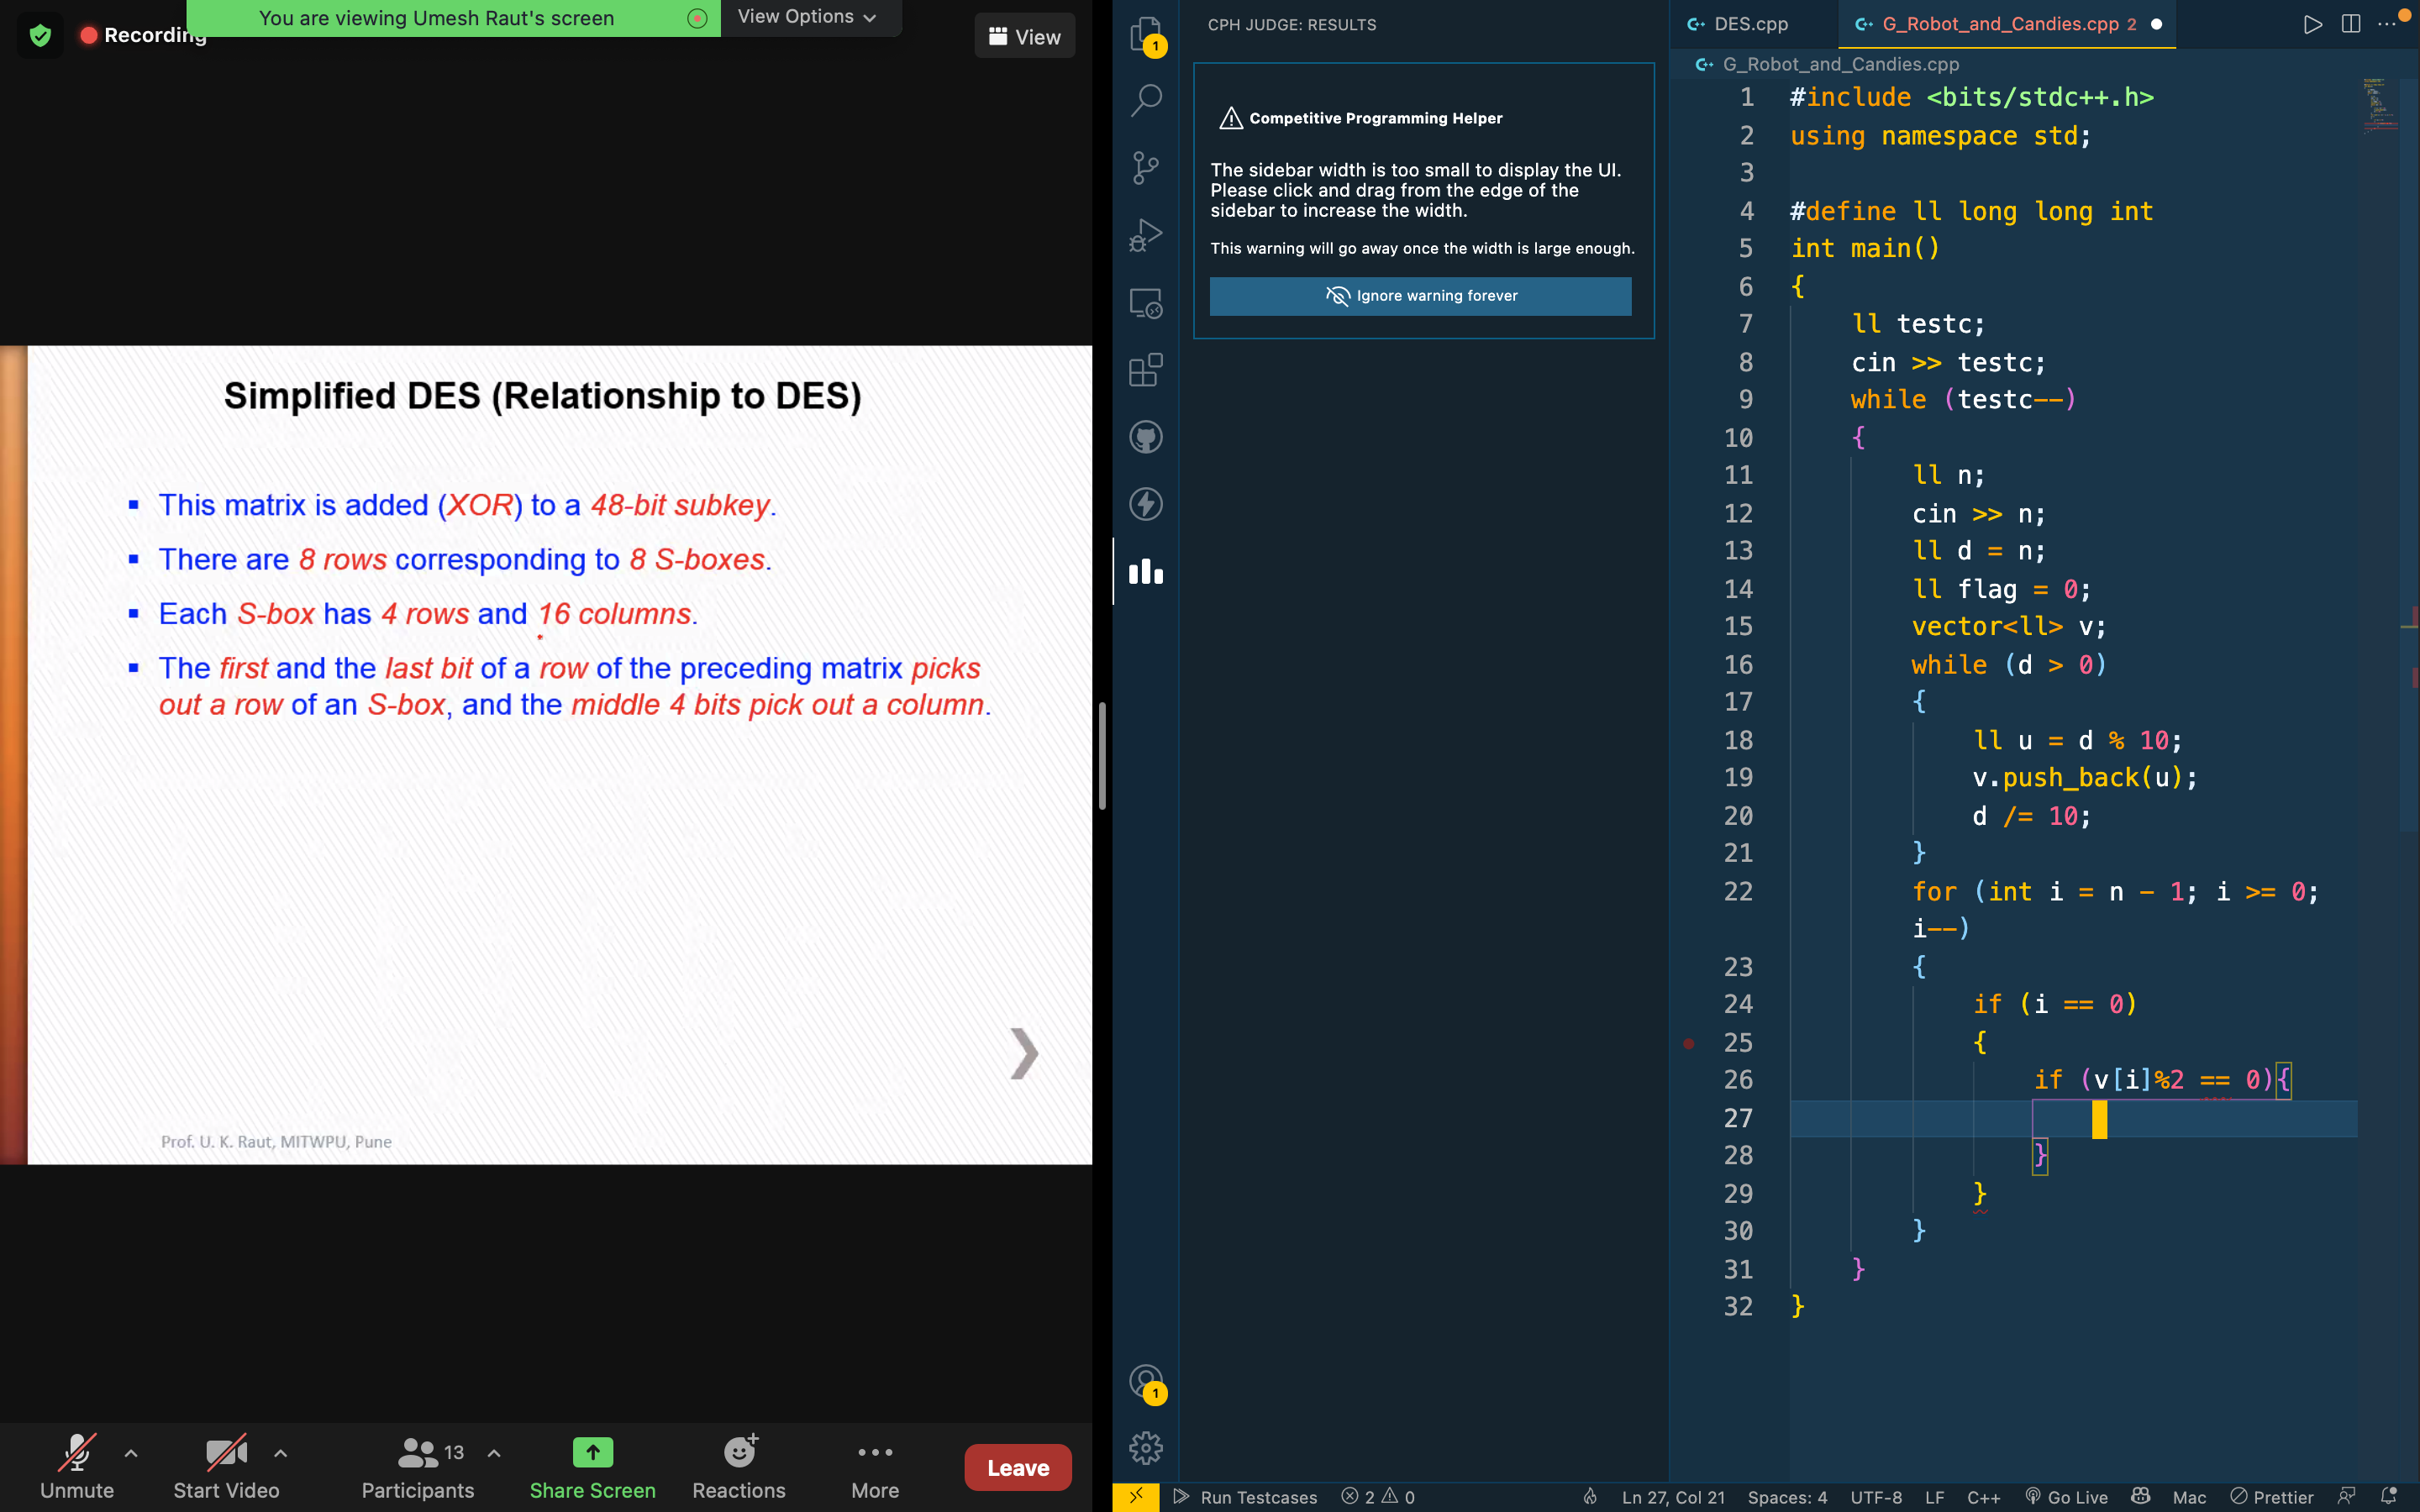 You are viewing Umesh Raut's screen
View Options
Recording
View
Simplified DES (Relationship to DES)
▪ This matrix is added (XOR) to a 48-bit subkey.
▪ There are 8 rows corresponding to 8 S-boxes.
▪ Each S-box has 4 rows and 16 columns.
▪ The first and the last bit of a row of the preceding matrix picks
out a row of an S-box, and the middle 4 bits pick out a column.
Prof. U. K. Raut, MITWPU, Pune
Unmute
Start Video
13
Participants
Share Screen
Reactions
More
Leave
1
1
CPH JUDGE: RESULTS
Competitive Programming Helper
The sidebar width is too small to display the UI.
Please click and drag from the edge of the
sidebar to increase the width.
This warning will go away once the width is large enough.
Ignore warning forever
DES.cpp
G_Robot_and_Candies.cpp 2
G_Robot_and_Candies.cpp
1 #include <bits/stdc++.h>
2 using namespace std;
3
4 #define ll long long int
5 int main()
6 {
7 ll testc;
8 cin >> testc;
9 while (testc--)
10 {
11 ll n;
12 cin >> n;
13 ll d = n;
14 ll flag = 0;
15 vector<ll> v;
16 while (d > 0)
17 {
18 ll u = d % 10;
19 v.push_back(u);
20 d /= 10;
21 }
22 for (int i = n - 1; i >= 0;
i--)
23 {
24 if (i == 0)
25 {
26 if (v[i]%2 == 0){
27
28 }
29 }
30 }
31 }
32 }
Run Testcases
2
0
Ln 27, Col 21
Spaces: 4
UTF-8
LF
C++
Go Live
Mac
Prettier